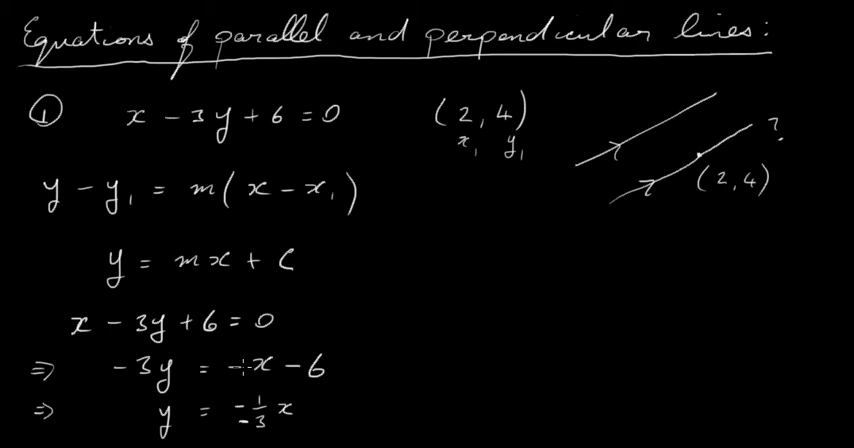 Equations of parallel and perpendicular lines:
① x - 3y + 6 = 0 (2, 4)
x₁ y₁
?
(2, 4)
y - y₁ = m(x - x₁)
y = mx + c
x - 3y + 6 = 0
⇒ -3y = -x - 6
⇒ y = -1/-3 x